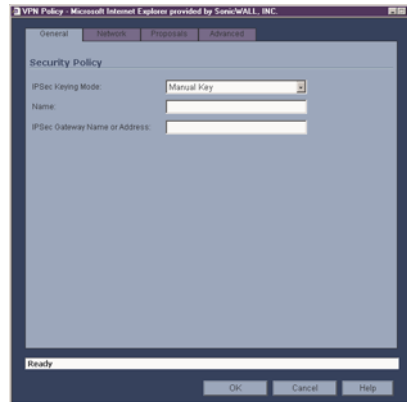 VPN Policy - Microsoft Internet Explorer provided by SonicWALL, INC.
General Network Proposals Advanced
Security Policy
IPSec Keying Mode: Manual Key
Name:
IPSec Gateway Name or Address:
Ready
OK Cancel Help